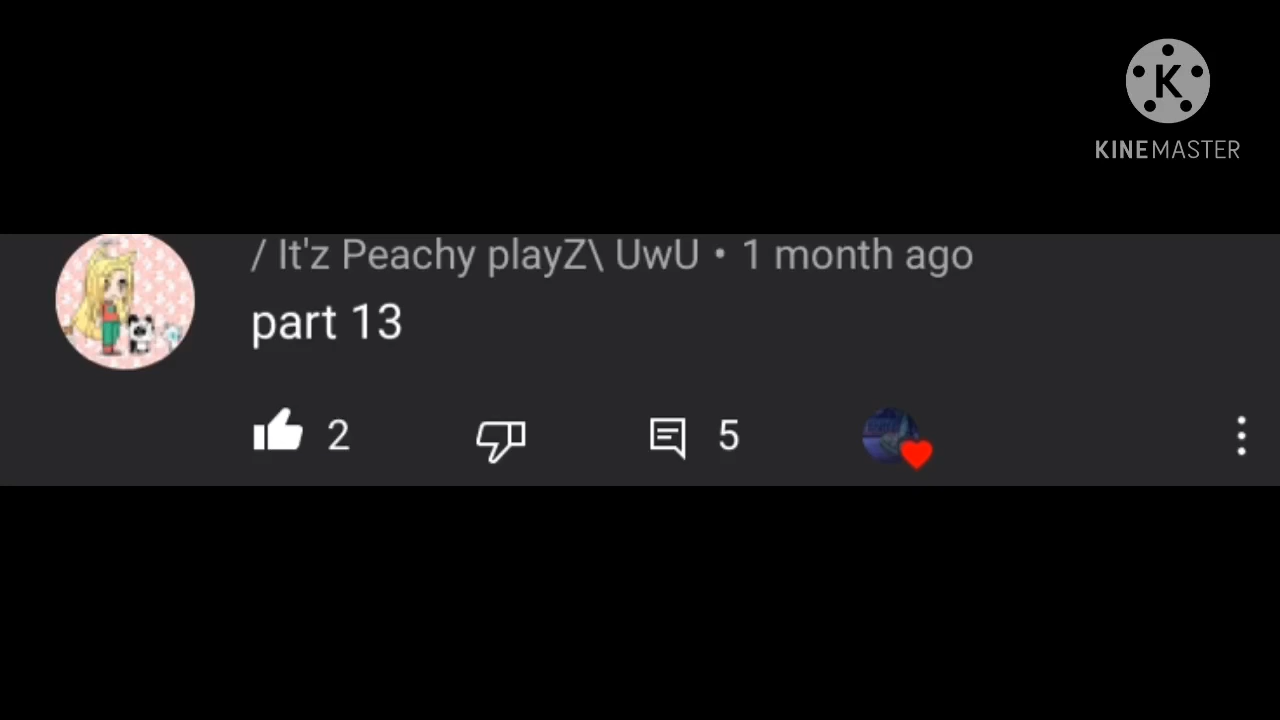 K
KINEMASTER
/ It'z Peachy playZ\ UwU • 1 month ago
part 13
2
5